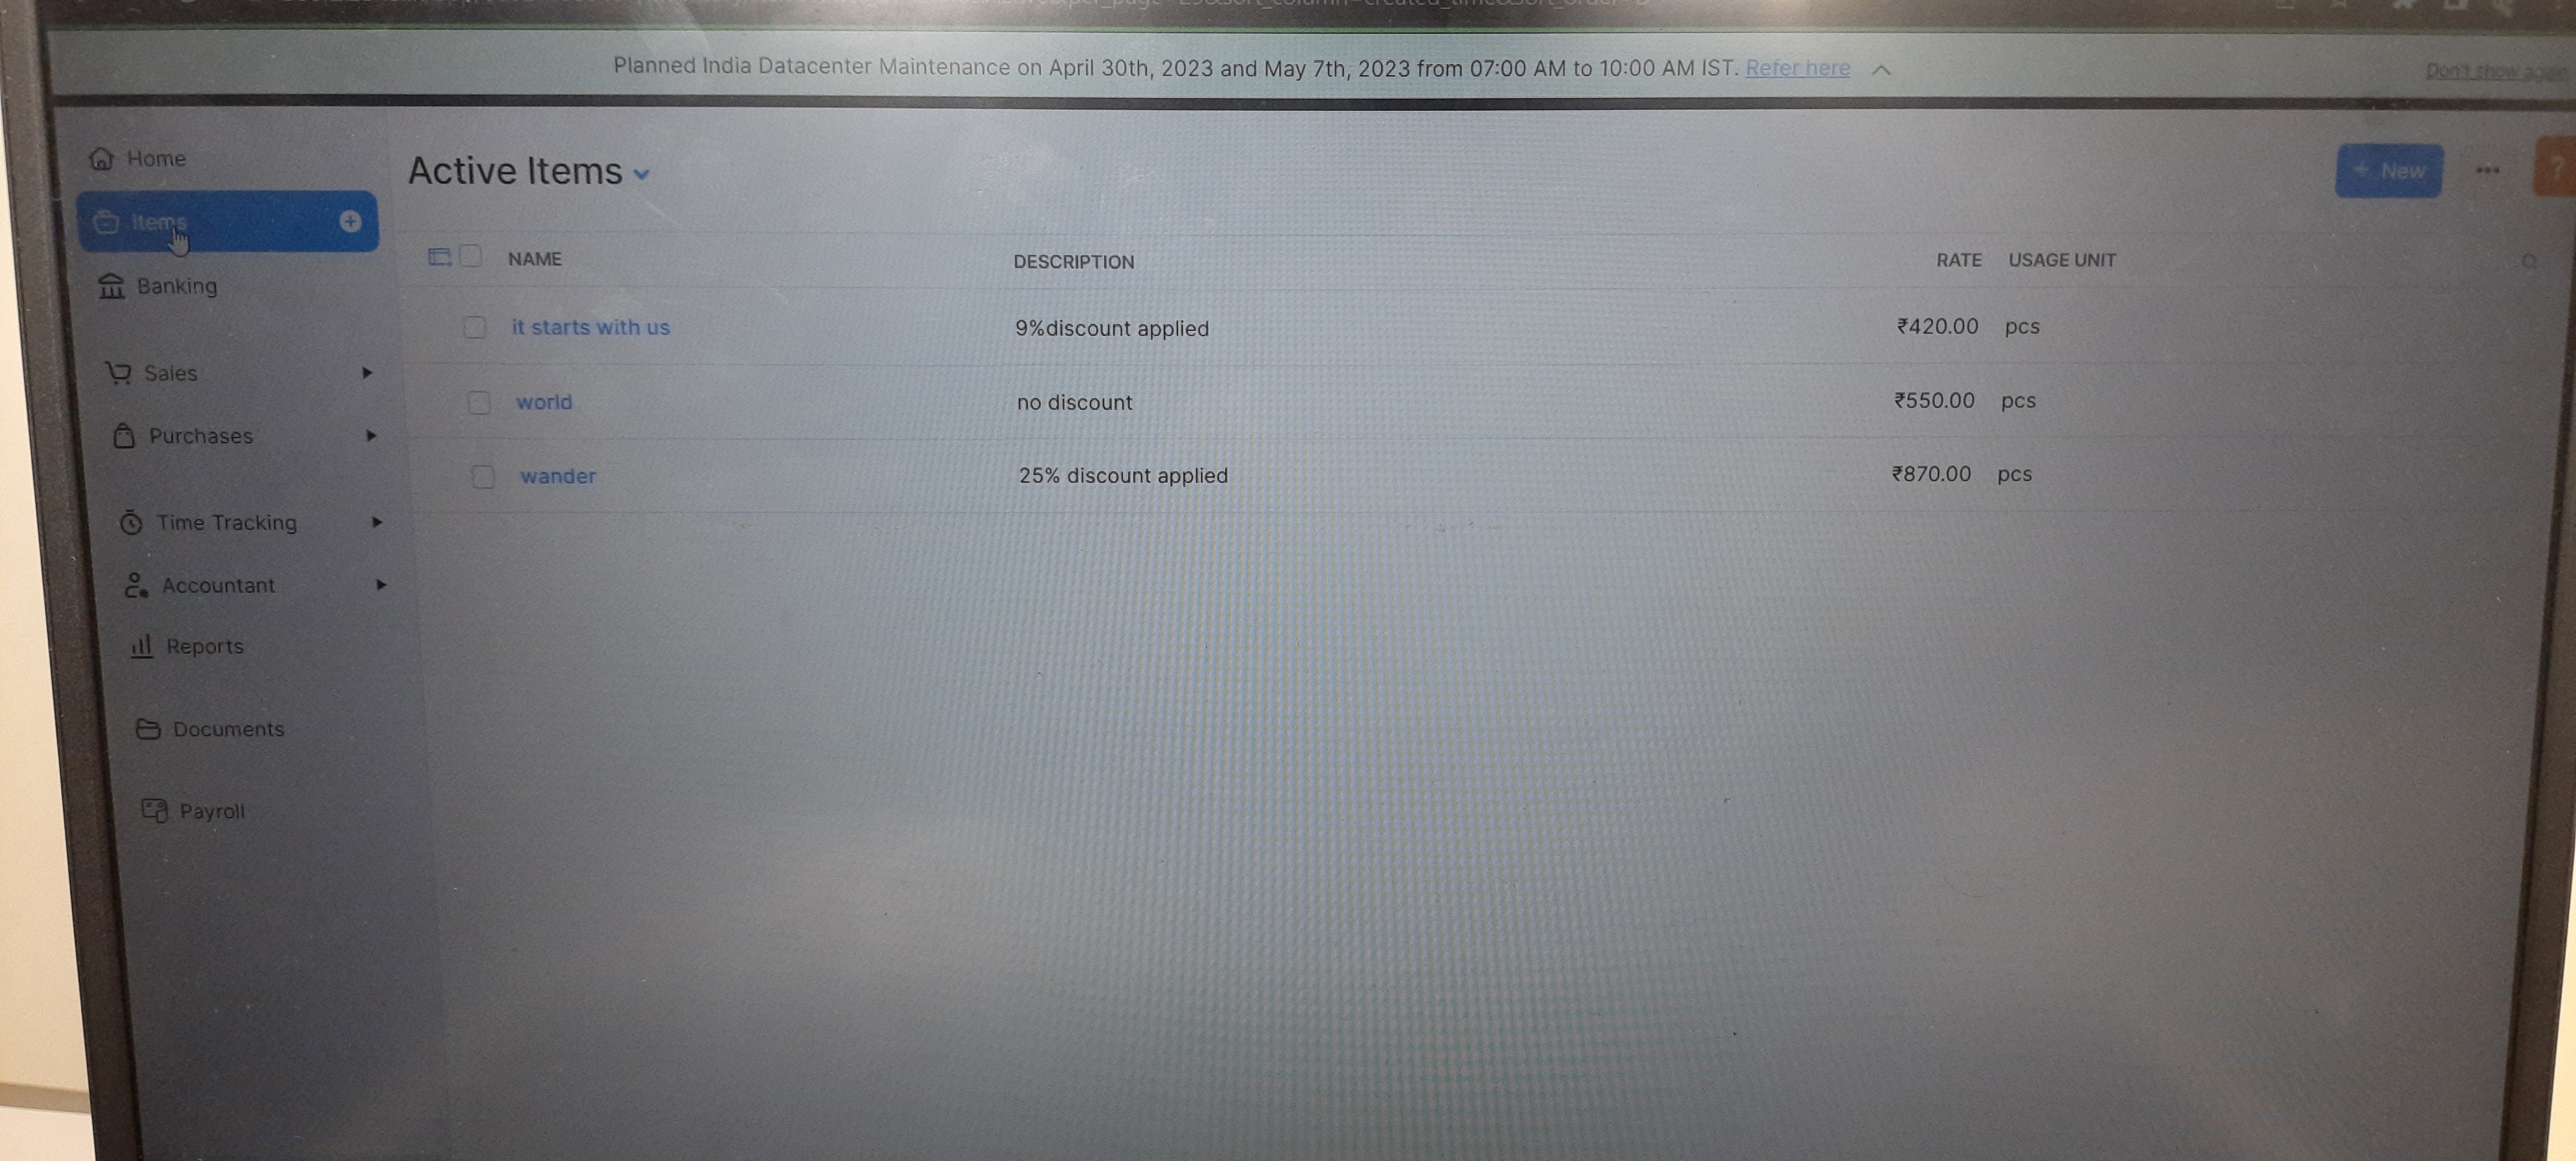 Planned India Datacenter Maintenance on April 30th, 2023 and May 7th, 2023 from 07:00 AM to 10:00 AM IST. Refer here
Don't show again
Home
Items
Banking
Sales
Purchases
Time Tracking
Accountant
Reports
Documents
Payroll
Active Items
+ New
?
NAME DESCRIPTION RATE USAGE UNIT
it starts with us 9%discount applied ₹420.00 pcs
world no discount ₹550.00 pcs
wander 25% discount applied ₹870.00 pcs